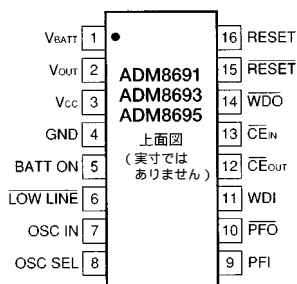 VBATT 1
VOUT 2
VCC 3
GND 4
BATT ON 5
LOW LINE 6
OSC IN 7
OSC SEL 8
ADM8691
ADM8693
ADM8695
上面図
(実寸では
ありません)
16 RESET
15 RESET
14 WDO
13 CEIN
12 CEOUT
11 WDI
10 PFO
9 PFI